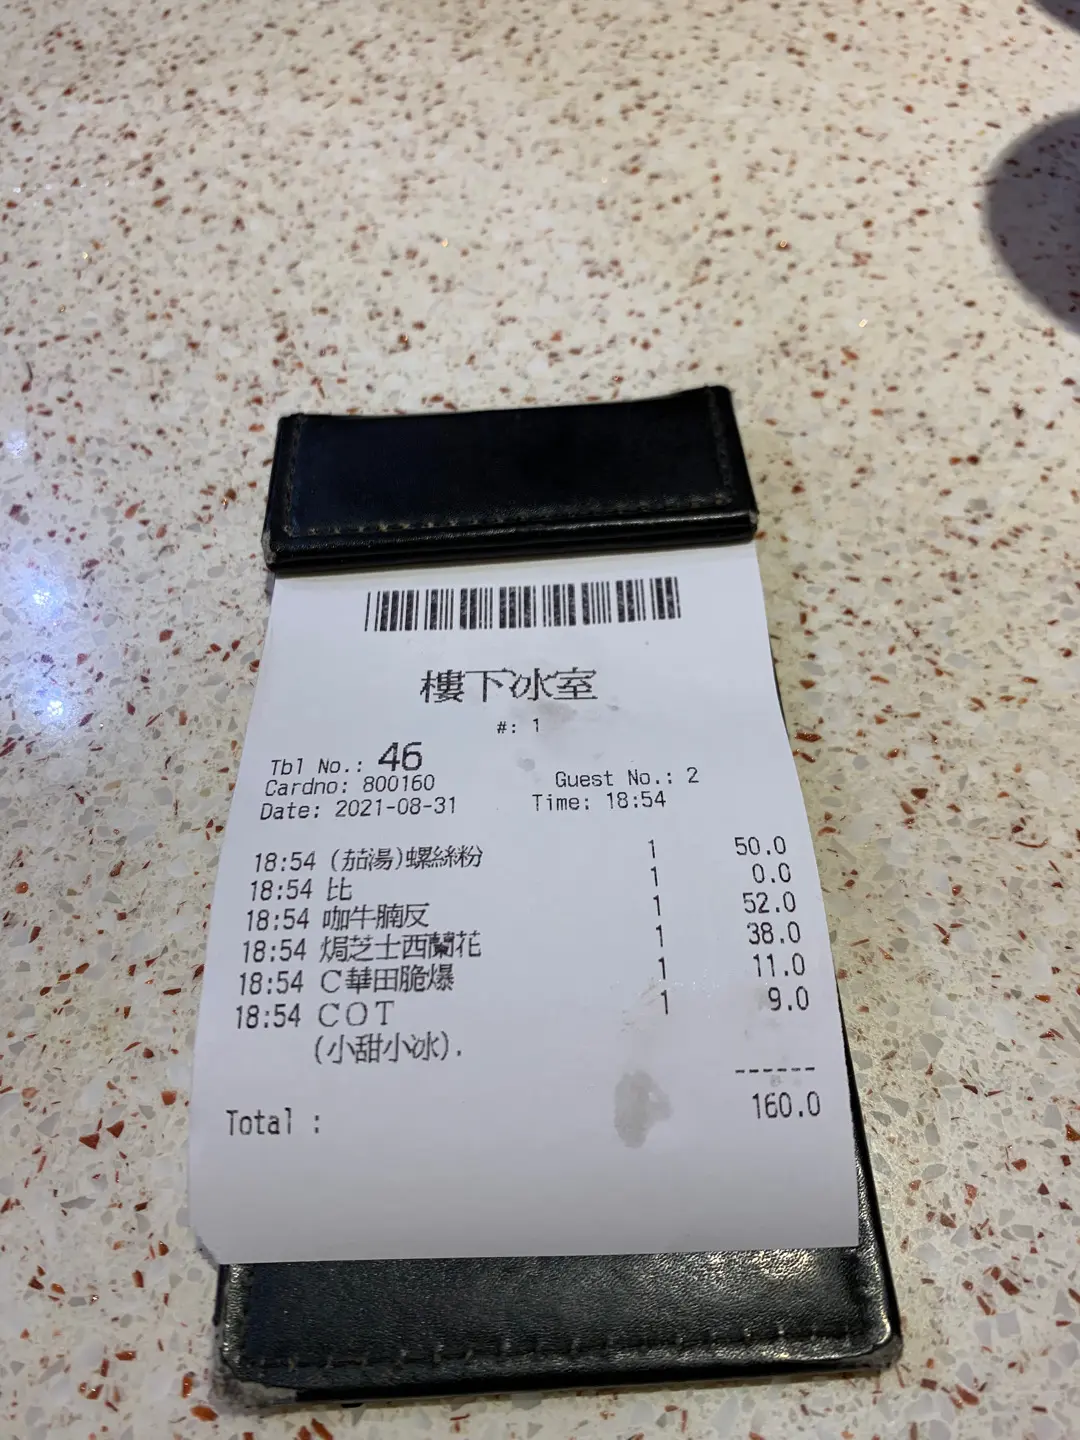 樓下冰室
#: 1
Tbl No.: 46
Cardno: 800160 Guest No.: 2
Date: 2021-08-31 Time: 18:54
18:54 (茄湯)螺絲粉 1 50.0
18:54 比 1 0.0
18:54 咖牛腩反 1 52.0
18:54 焗芝士西蘭花 1 38.0
18:54 C華田脆爆 1 11.0
18:54 COT 1 9.0
(小甜小冰).
------
Total : 160.0